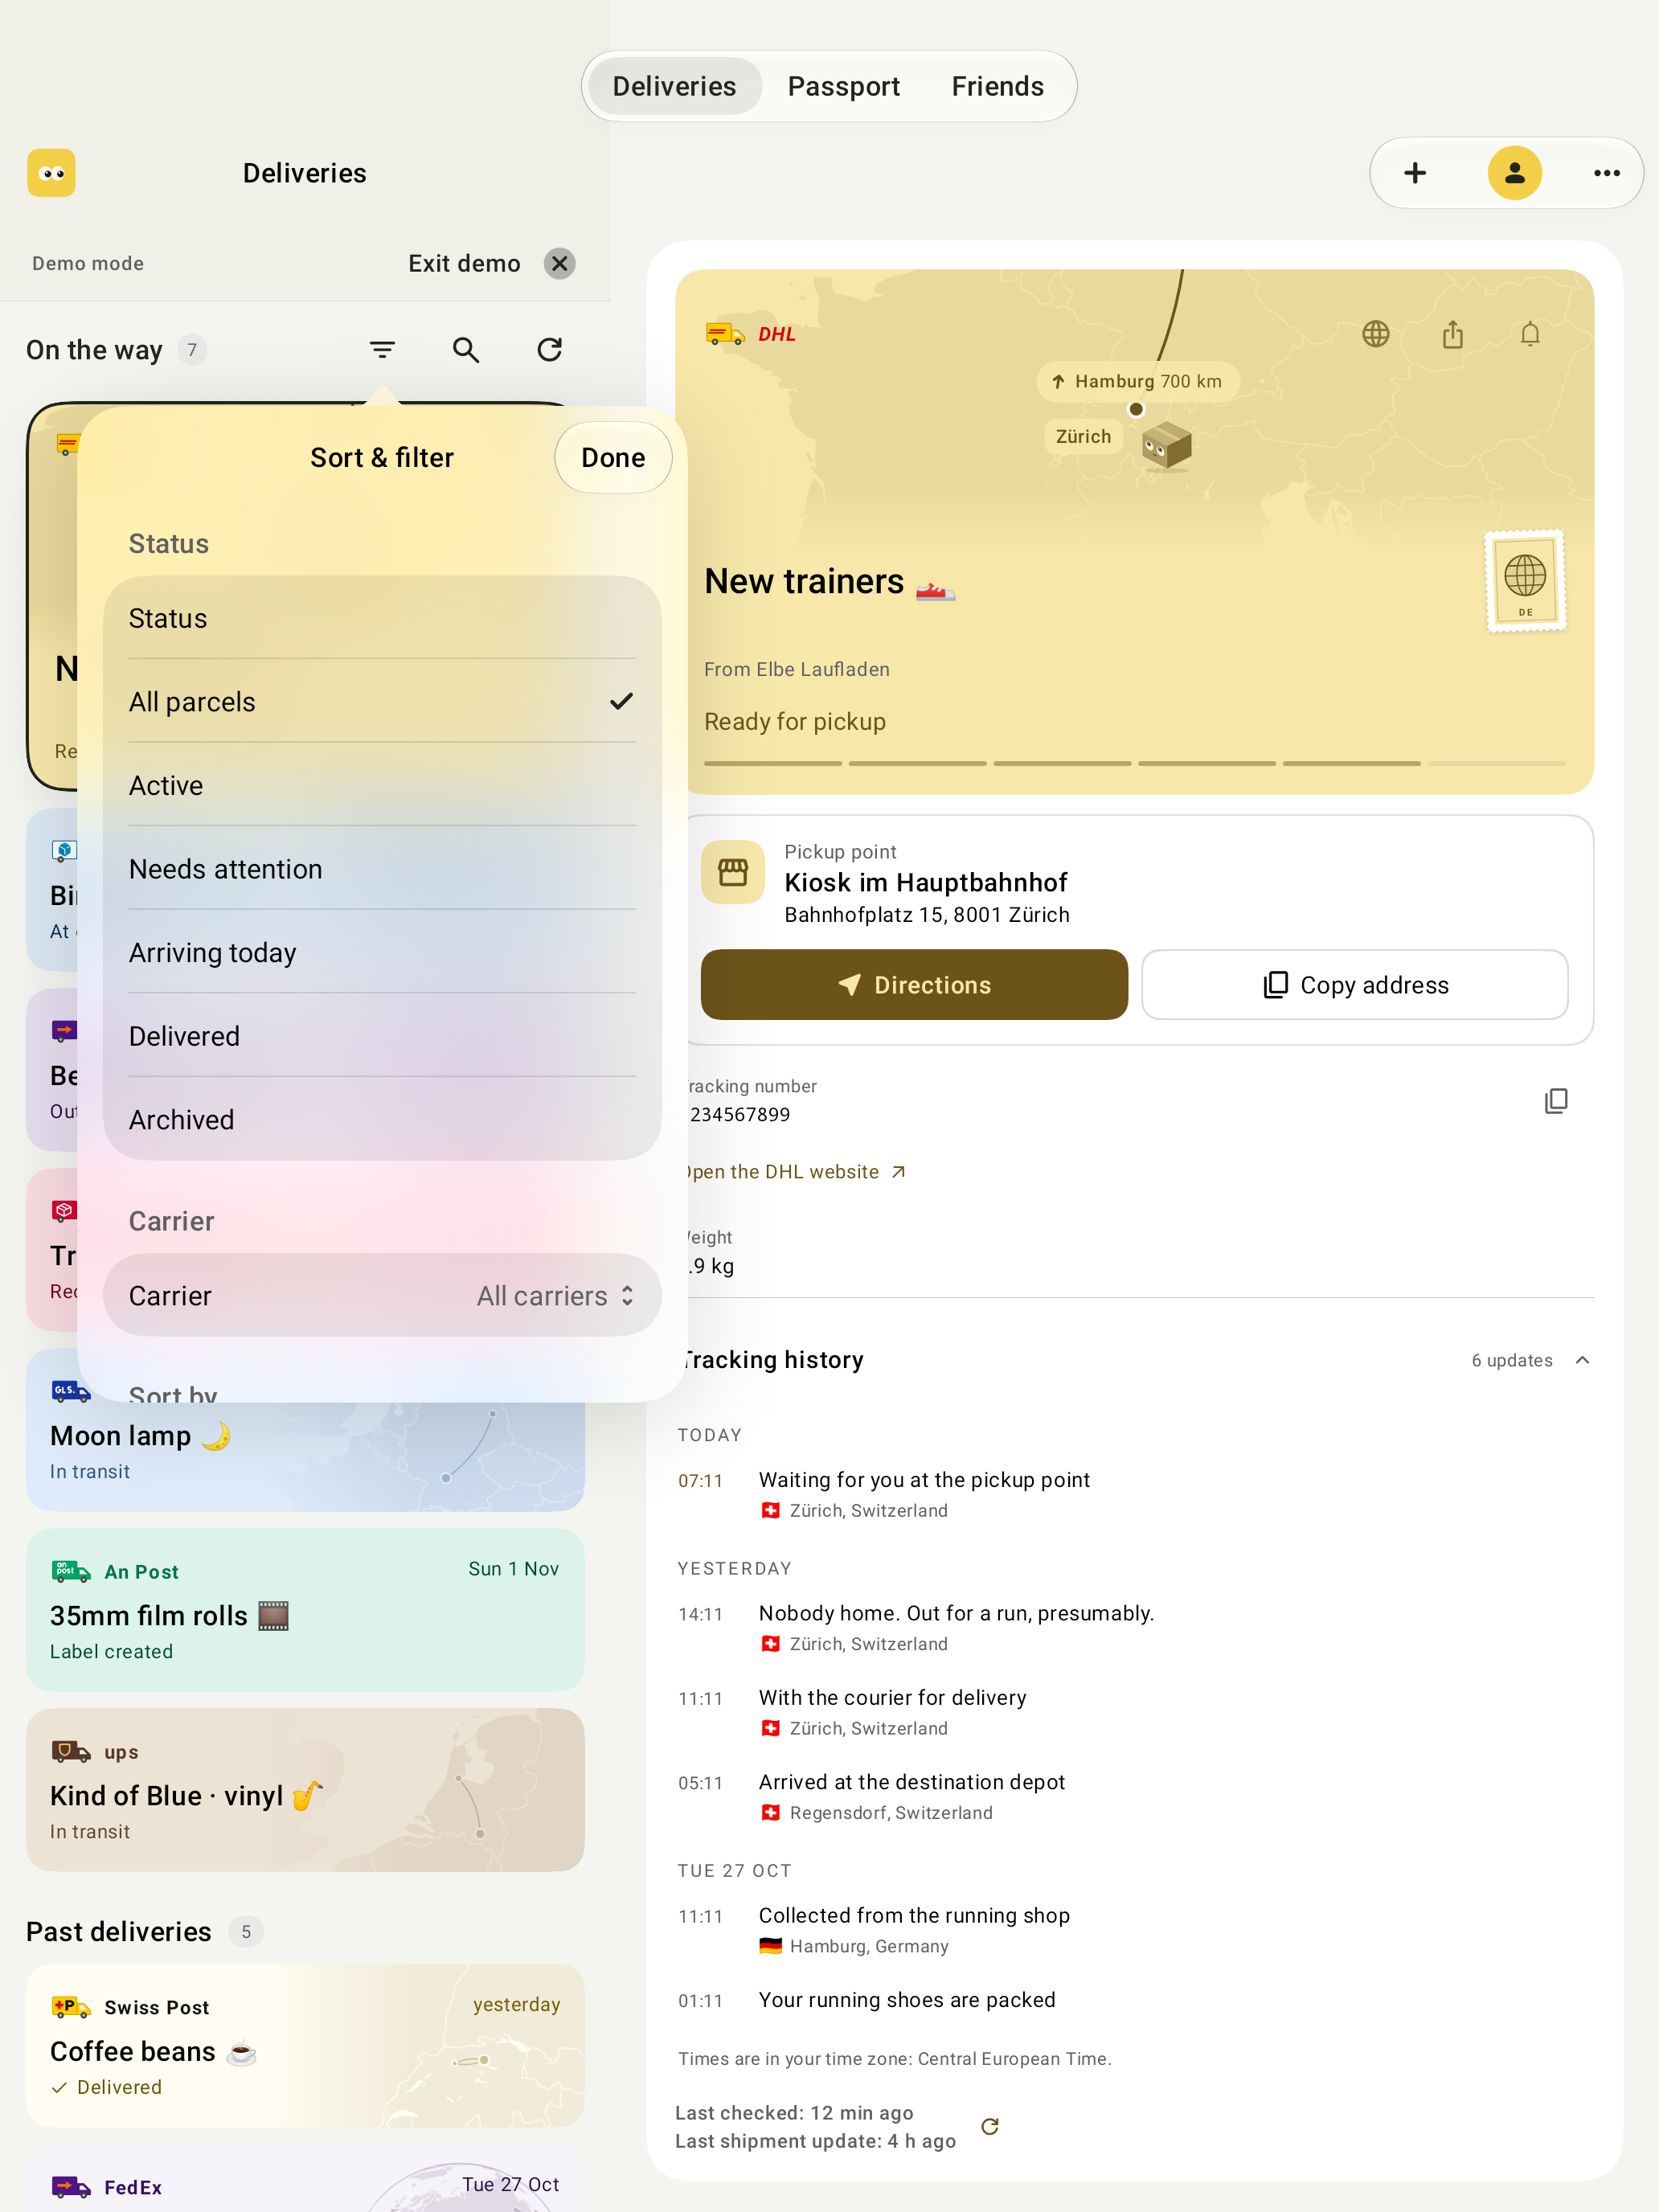 Deliveries
Passport
Friends
Deliveries
Demo mode
Exit demo
On the way 7
Sort & filter
Done
Status
Status
All parcels
Active
Needs attention
Arriving today
Delivered
Archived
Carrier
Carrier
All carriers
Sort by
GLS.
Moon lamp 🌙
In transit
an post
An Post
Sun 1 Nov
35mm film rolls 🎞️
Label created
ups
Kind of Blue · vinyl 🎷
In transit
Past deliveries 5
Swiss Post
yesterday
Coffee beans ☕
Delivered
FedEx
Tue 27 Oct
DHL
Hamburg 700 km
Zürich
New trainers 👟
DE
From Elbe Laufladen
Ready for pickup
Pickup point
Kiosk im Hauptbahnhof
Bahnhofplatz 15, 8001 Zürich
Directions
Copy address
racking number
234567899
pen the DHL website
eight
.9 kg
Tracking history
6 updates
TODAY
07:11 Waiting for you at the pickup point
🇨🇭 Zürich, Switzerland
YESTERDAY
14:11 Nobody home. Out for a run, presumably.
🇨🇭 Zürich, Switzerland
11:11 With the courier for delivery
🇨🇭 Zürich, Switzerland
05:11 Arrived at the destination depot
🇨🇭 Regensdorf, Switzerland
TUE 27 OCT
11:11 Collected from the running shop
🇩🇪 Hamburg, Germany
01:11 Your running shoes are packed
Times are in your time zone: Central European Time.
Last checked: 12 min ago
Last shipment update: 4 h ago